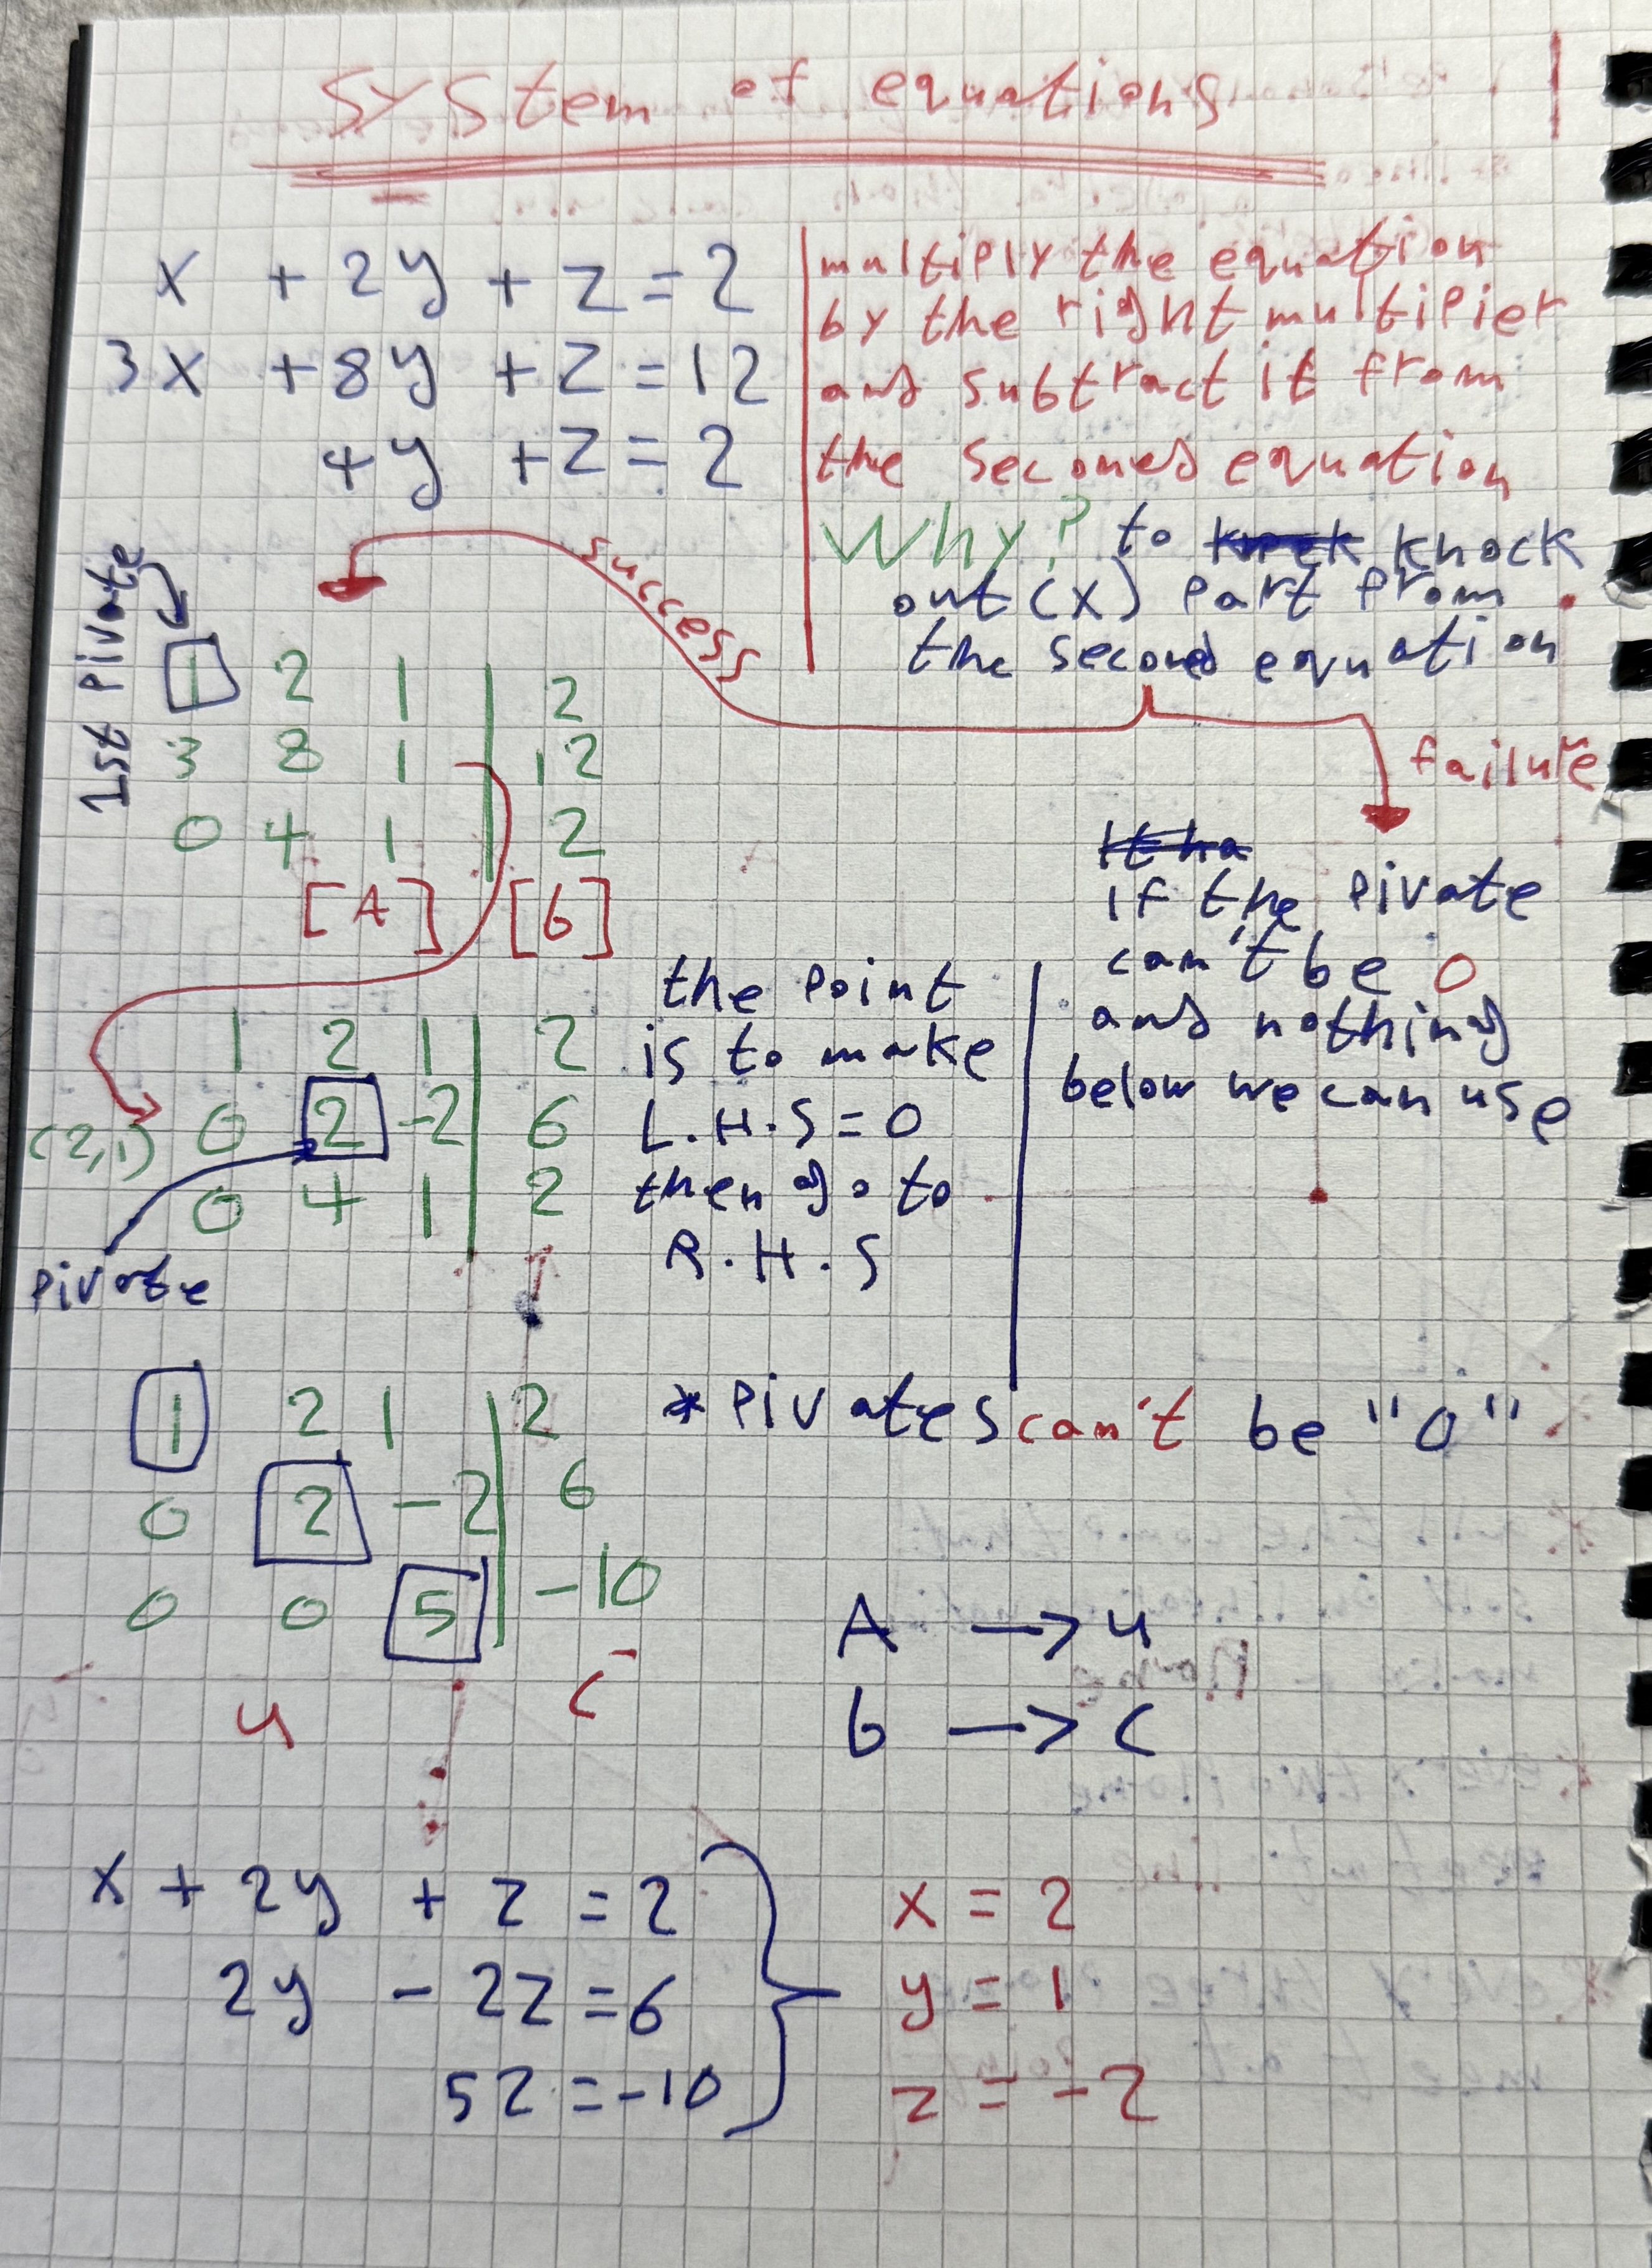 system of equations
x + 2y + z = 2
3x + 8y + z = 12
4y + z = 2
multiply the equation
by the right multipier
and subtract it from
the second equation
Why? to knock
out (x) part from
the second equation
success
failure
1st Pivate
1 2 1 | 2
3 8 1 | 12
0 4 1 | 2
[A] [b]
if the Pivate
can't be 0
and nothing
below we can use
1 2 1 | 2
(2,1) 0 2 -2 | 6
0 4 1 | 2
Pivate
the point
is to make
L.H.S = 0
then go to
R.H.S
1 2 1 | 2
0 2 -2 | 6
0 0 5 | -10
u c
* Pivates can't be "0"
A → u
b → c
x + 2y + z = 2
2y - 2z = 6
5z = -10
x = 2
y = 1
z = -2